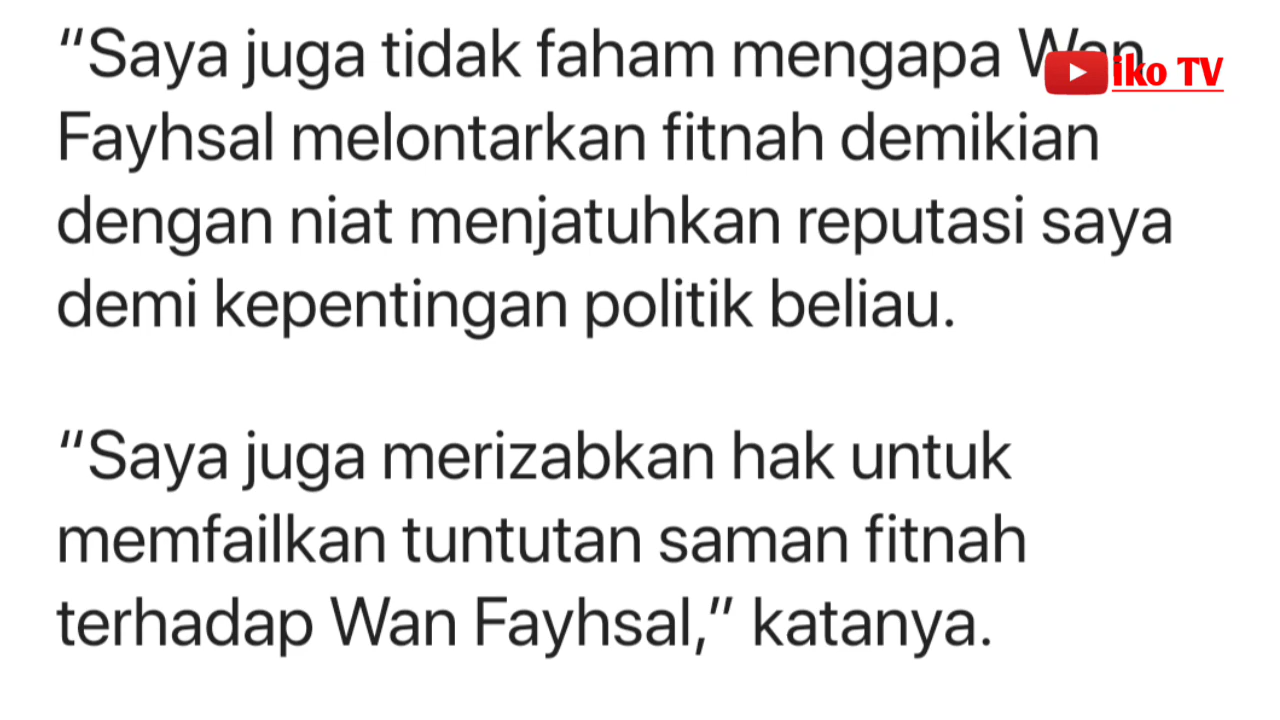 “Saya juga tidak faham mengapa Wan
iko TV
Fayhsal melontarkan fitnah demikian
dengan niat menjatuhkan reputasi saya
demi kepentingan politik beliau.
“Saya juga merizabkan hak untuk
memfailkan tuntutan saman fitnah
terhadap Wan Fayhsal,” katanya.